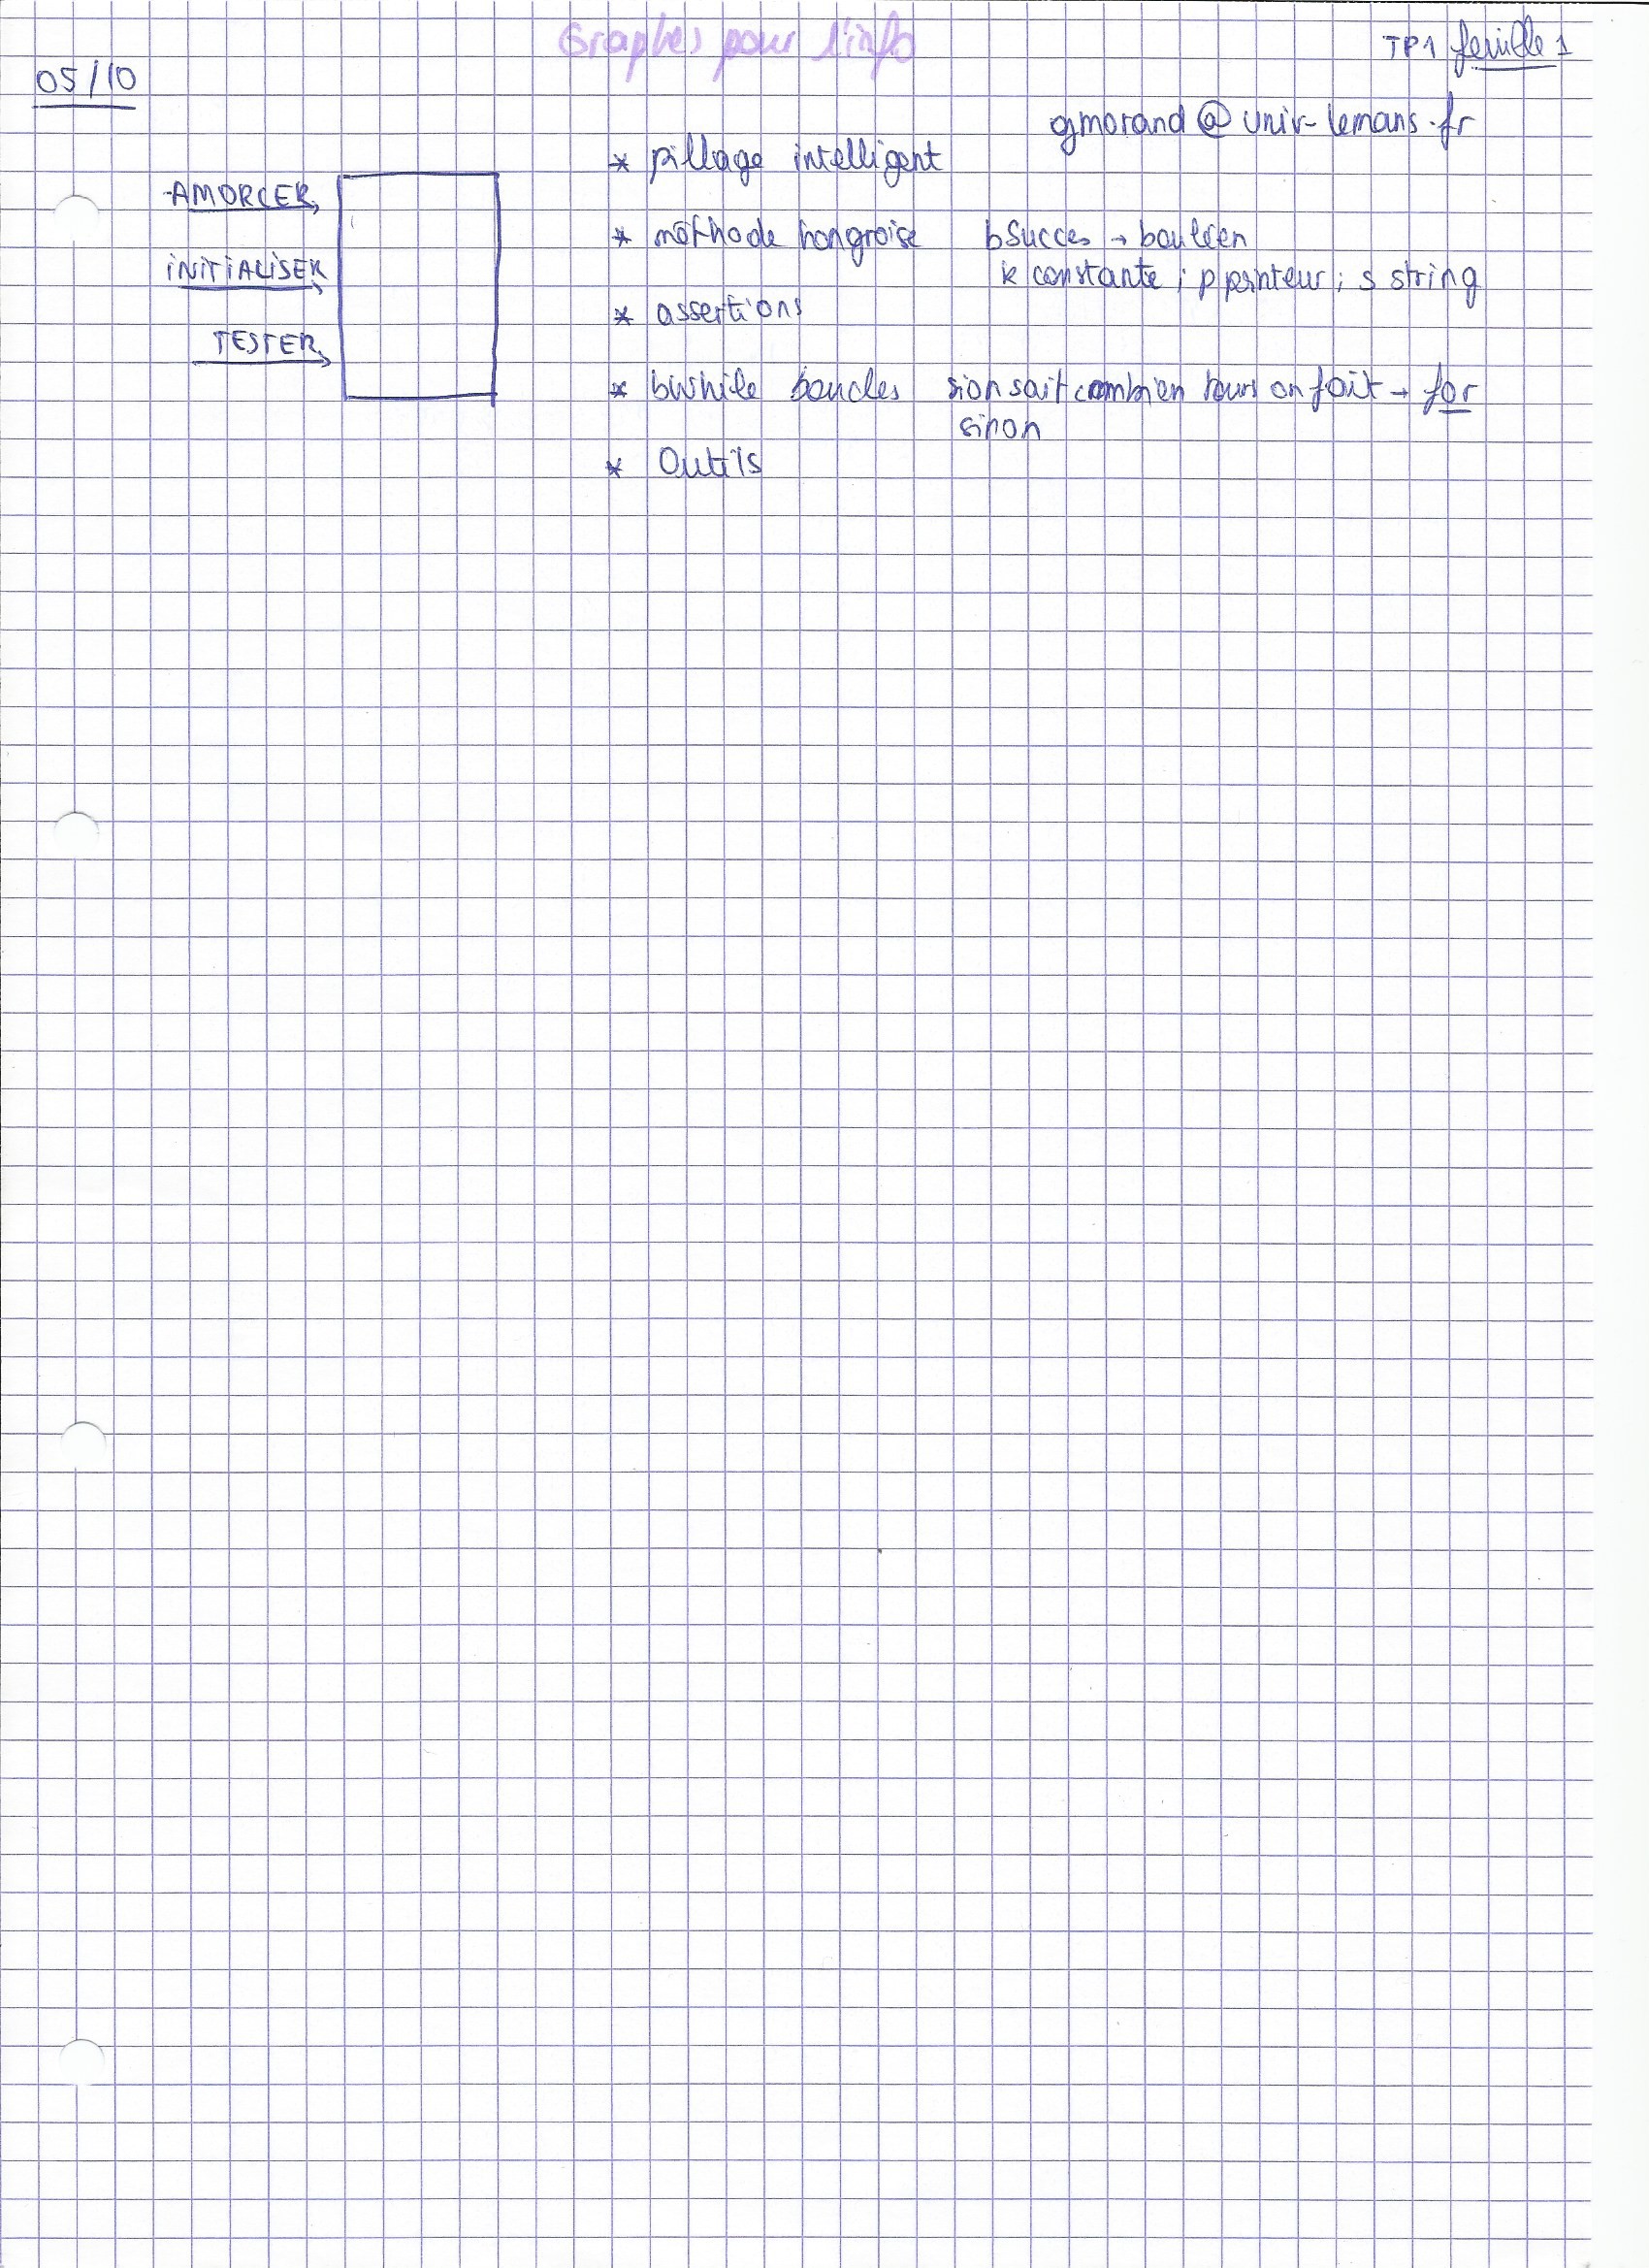 Graphes pour l'info
TP1 feuille 1
05/10
gmorand @ univ-lemans.fr
* pillage intelligent
AMORCER
* méthode hongroise bSucces → booléen
INITIALISER
k constante ; p pointeur ; s string
* assertions
TESTER
* boucles si on sait combien tours on fait → for
sinon
* Outils